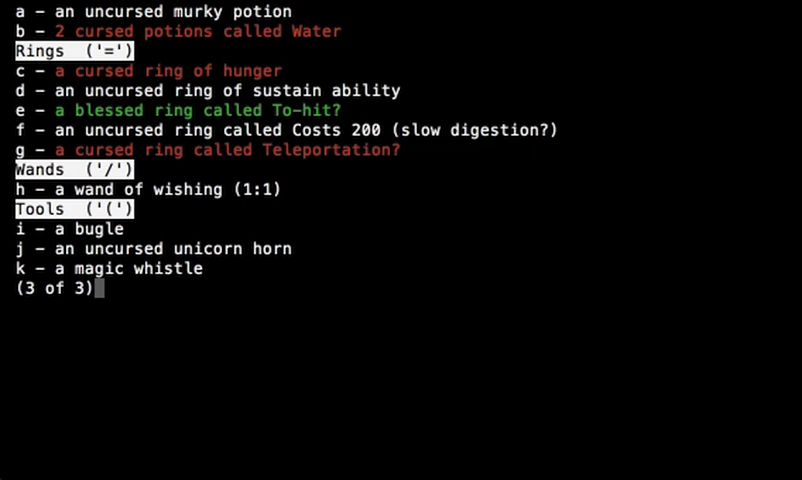 a - an uncursed murky potion
b - 2 cursed potions called Water
Rings  ('=')
c - a cursed ring of hunger
d - an uncursed ring of sustain ability
e - a blessed ring called To-hit?
f - an uncursed ring called Costs 200 (slow digestion?)
g - a cursed ring called Teleportation?
Wands  ('/')
h - a wand of wishing (1:1)
Tools  ('(')
i - a bugle
j - an uncursed unicorn horn
k - a magic whistle
(3 of 3)